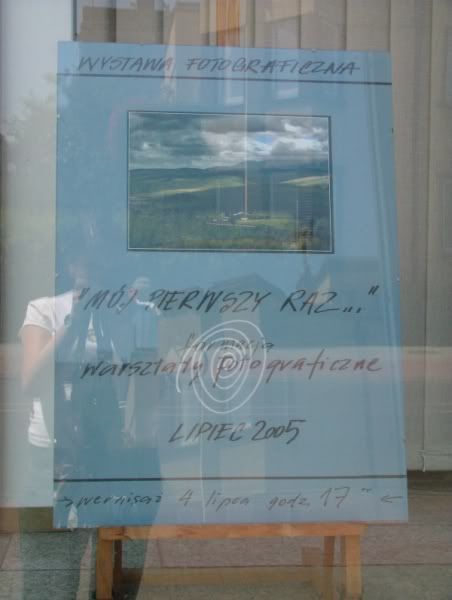 WYSTAWA FOTOGRAFICZNA
"MÓJ PIERWSZY RAZ..."
warsztaty fotograficzne
LIPIEC 2005
→ wernisaż 4 lipca godz. 17⁰⁰ ←